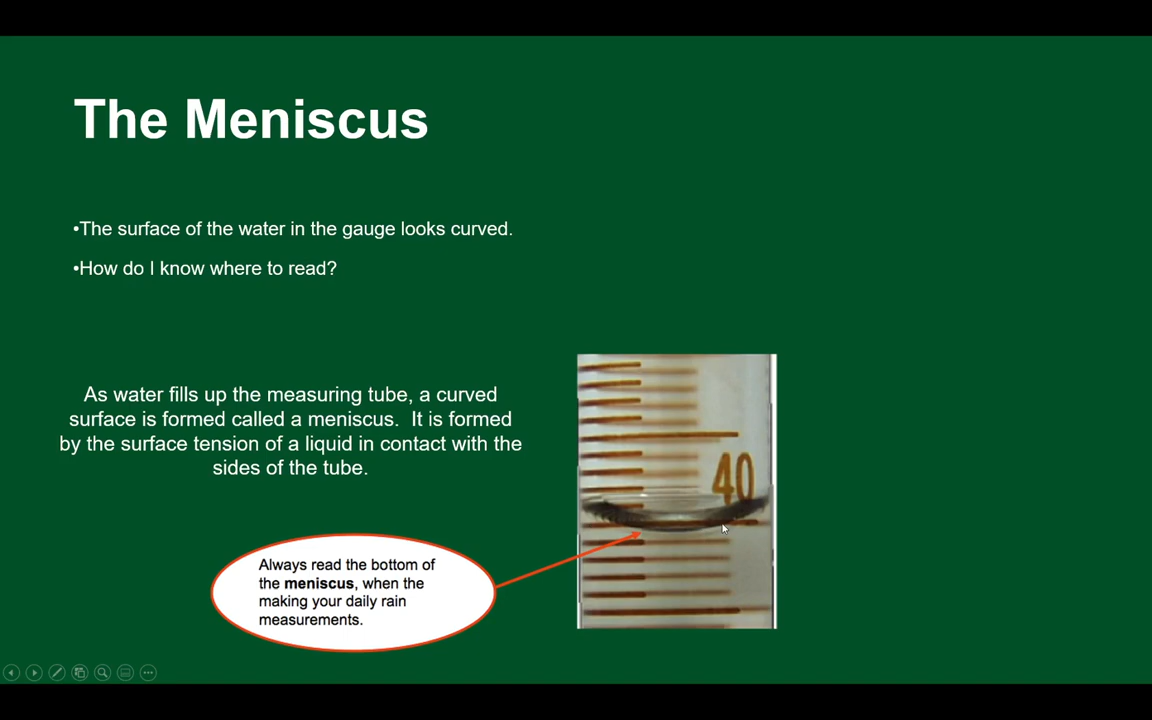 The Meniscus
•The surface of the water in the gauge looks curved.
•How do I know where to read?
As water fills up the measuring tube, a curved
surface is formed called a meniscus.  It is formed
by the surface tension of a liquid in contact with the
sides of the tube.
40
Always read the bottom of
the meniscus, when the
making your daily rain
measurements.